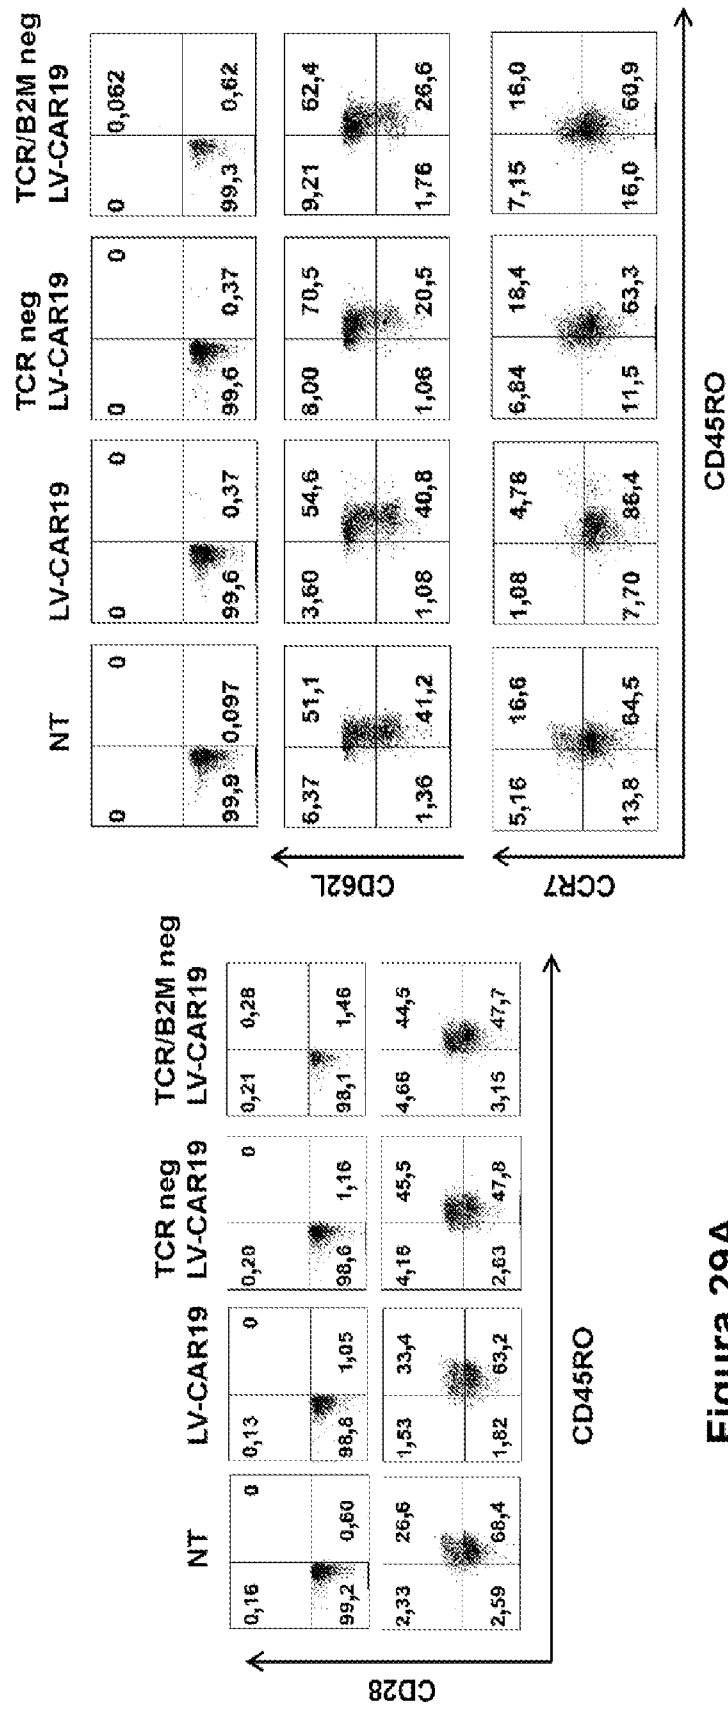 NT
LV-CAR19
TCR neg
LV-CAR19
TCR/B2M neg
LV-CAR19
0,16 0 0,13 0 0,20 0 0,21 0,28
99,2 0,60 98,8 1,05 98,6 1,16 98,1 1,46
2,33 26,6 1,53 33,4 4,16 45,5 4,66 44,5
2,59 68,4 1,82 63,2 2,63 47,8 3,15 47,7
CD28
CD45RO
NT
LV-CAR19
TCR neg
LV-CAR19
TCR/B2M neg
LV-CAR19
0 0 0 0 0 0 0 0,062
99,9 0,097 99,6 0,37 99,6 0,37 99,3 0,62
6,37 51,1 3,60 54,6 8,00 70,5 9,21 62,4
1,36 41,2 1,08 40,8 1,06 20,5 1,76 26,6
CD62L
5,16 16,6 1,08 4,78 6,84 18,4 7,15 16,0
13,8 64,5 7,70 86,4 11,5 63,3 16,0 60,9
CCR7
CD45RO
Figura 29A